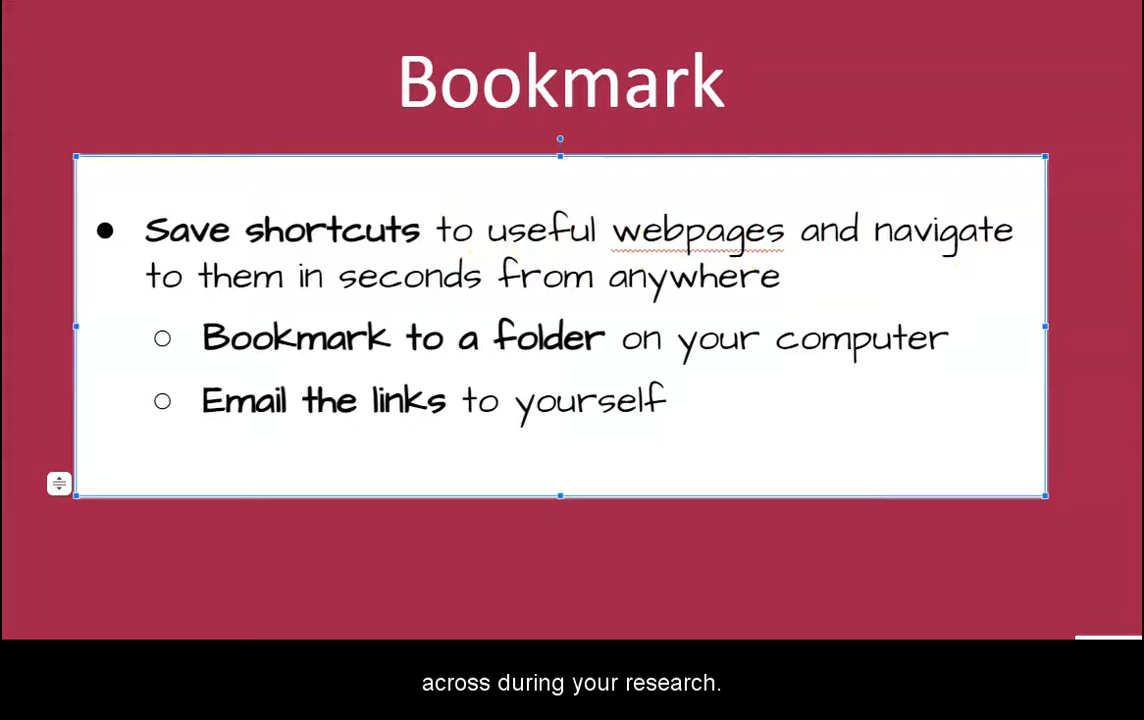 Bookmark
Save shortcuts to useful webpages and navigate
to them in seconds from anywhere
Bookmark to a folder on your computer
Email the links to yourself
across during your research.